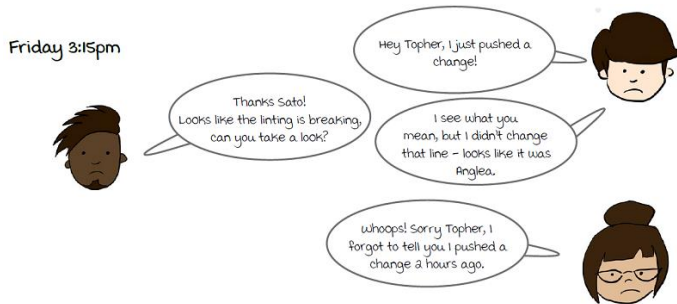 Friday 3:15pm
Hey Topher, I just pushed a
change!
Thanks Sato!
Looks like the linting is breaking,
can you take a look?
I see what you
mean, but I didn't change
that line – looks like it was
Anglea.
Whoops! Sorry Topher, I
forgot to tell you I pushed a
change 2 hours ago.